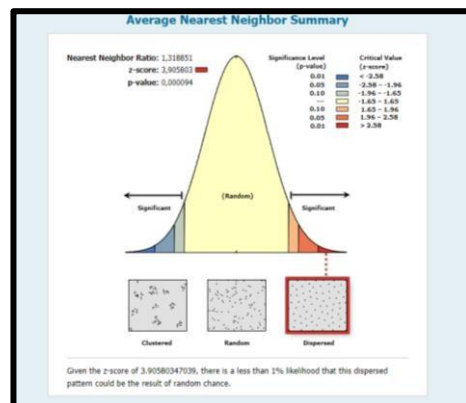 Average Nearest Neighbor Summary
Nearest Neighbor Ratio: 1,318851
z-score: 3,905803
p-value: 0,000094
Significance Level (p-value)
Critical Value (z-score)
0.01 < -2.58
0.05 -2.58 - -1.96
0.10 -1.96 - -1.65
--- -1.65 - 1.65
0.10 1.65 - 1.96
0.05 1.96 - 2.58
0.01 > 2.58
Significant
(Random)
Significant
Clustered
Random
Dispersed
Given the z-score of 3.90580347039, there is a less than 1% likelihood that this dispersed
pattern could be the result of random chance.